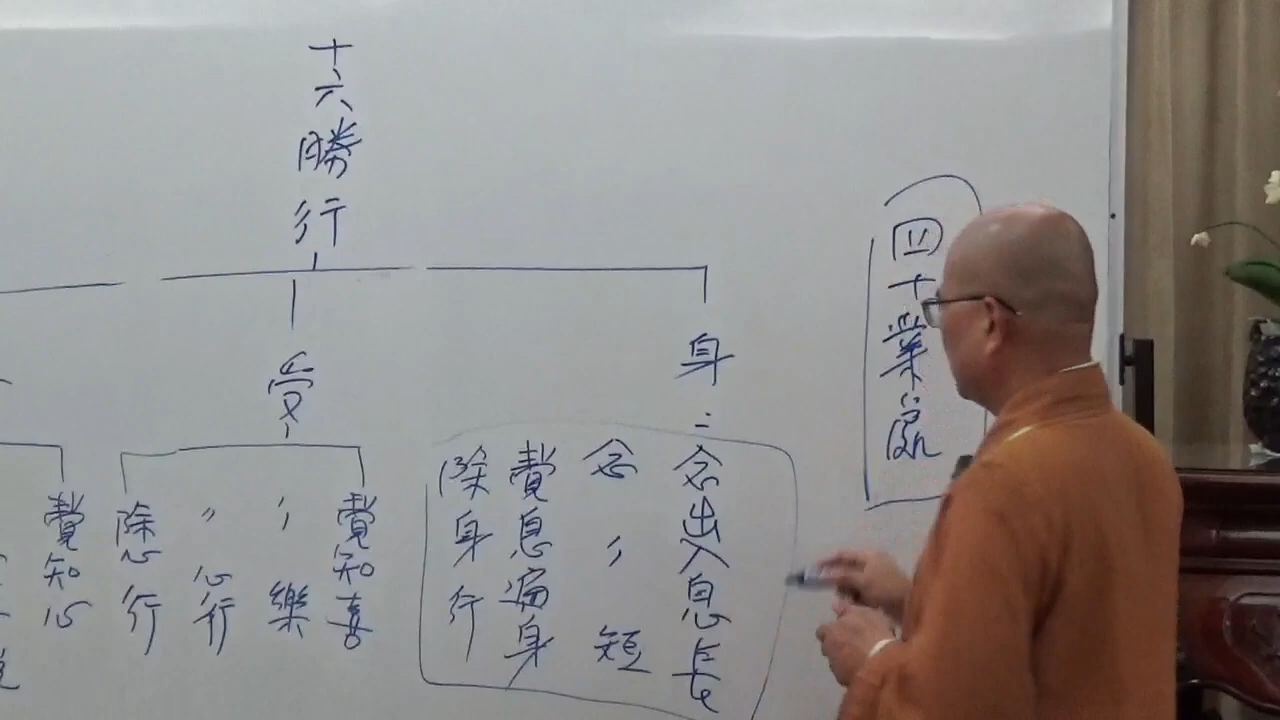 十六勝行
四十業處
身:
念出入息長
念〃短
覺息遍身
除身行
受
覺知喜
〃樂
〃心行
除心行
覺知心